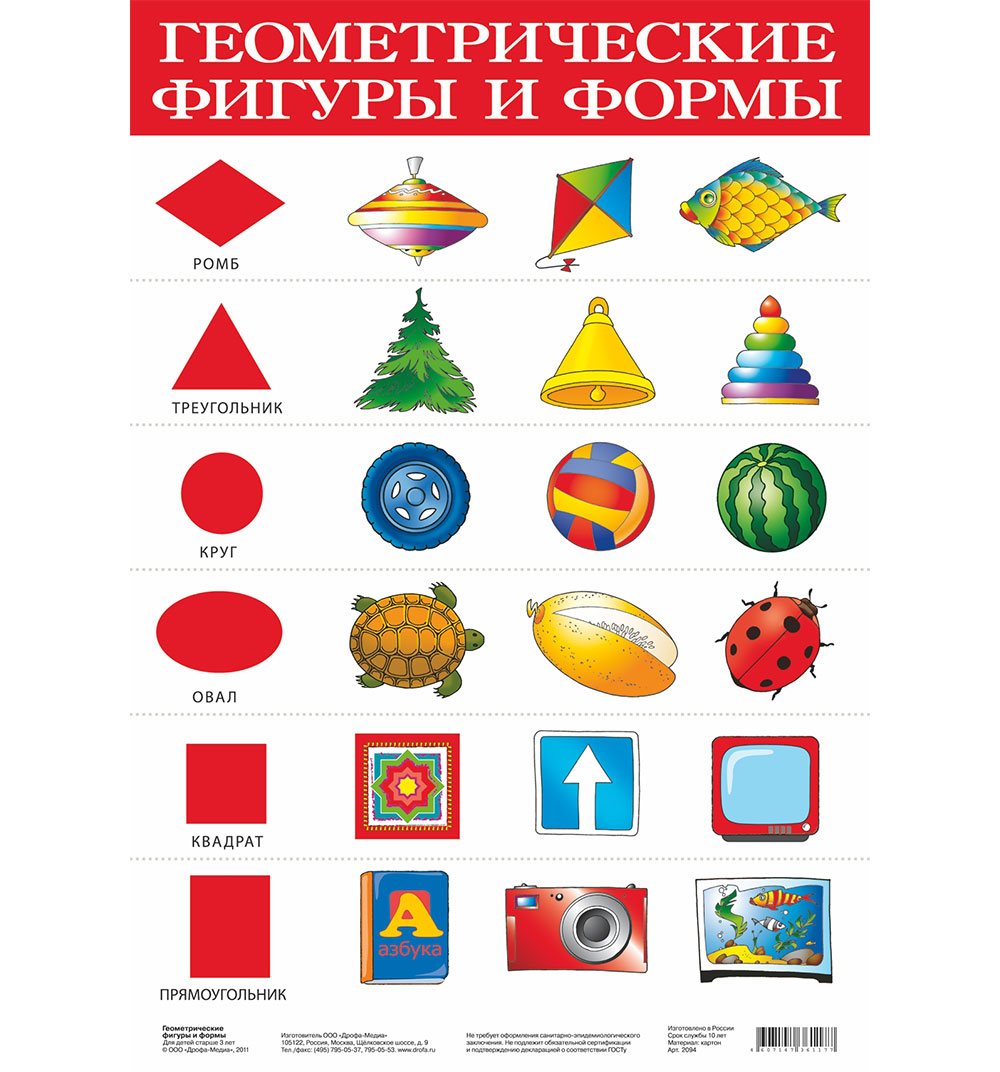 ГЕОМЕТРИЧЕСКИЕ
ФИГУРЫ И ФОРМЫ
РОМБ
ТРЕУГОЛЬНИК
КРУГ
ОВАЛ
КВАДРАТ
А
азбука
ПРЯМОУГОЛЬНИК
Геометрические
фигуры и формы
Для детей старше 3 лет
© ООО «Дрофа-Медиа», 2011
Изготовитель ООО «Дрофа-Медиа»
105122, Россия, Москва, Щёлковское шоссе, д. 9
Тел./факс: (495) 795-05-37, 795-05-53. www.drofa.ru
Не требует оформления санитарно-эпидемиологического
заключения. Не подлежит обязательной сертификации
и подтверждению декларацией о соответствии ГОСТу
Изготовлено в России
Срок службы 10 лет
Материал: картон
Арт. 2094
4 607147 361177